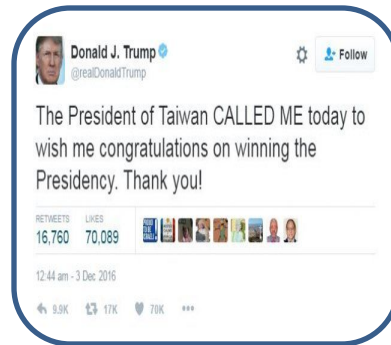 Donald J. Trump
@realDonaldTrump
Follow
The President of Taiwan CALLED ME today to
wish me congratulations on winning the
Presidency. Thank you!
RETWEETS LIKES
16,760 70,089
12:44 am - 3 Dec 2016
9.9K 17K 70K